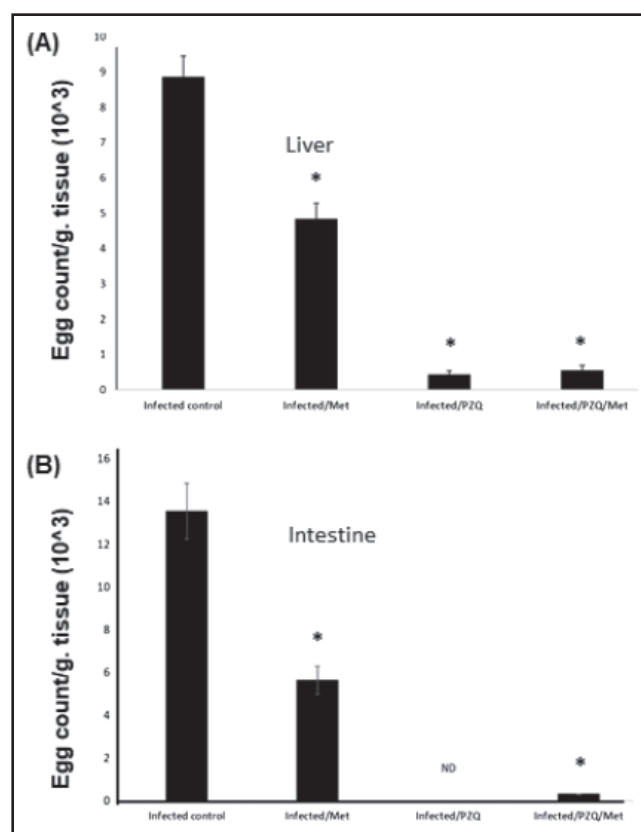 (A)
Egg count/g. tissue (10^3)
10
9
8
7
6
5
4
3
2
1
0
Liver
*
*
*
Infected control
Infected/Met
Infected/PZQ
Infected/PZQ/Met
(B)
Egg count/g. tissue (10^3)
16
14
12
10
8
6
4
2
0
Intestine
*
ND
*
Infected control
Infected/Met
Infected/PZQ
Infected/PZQ/Met